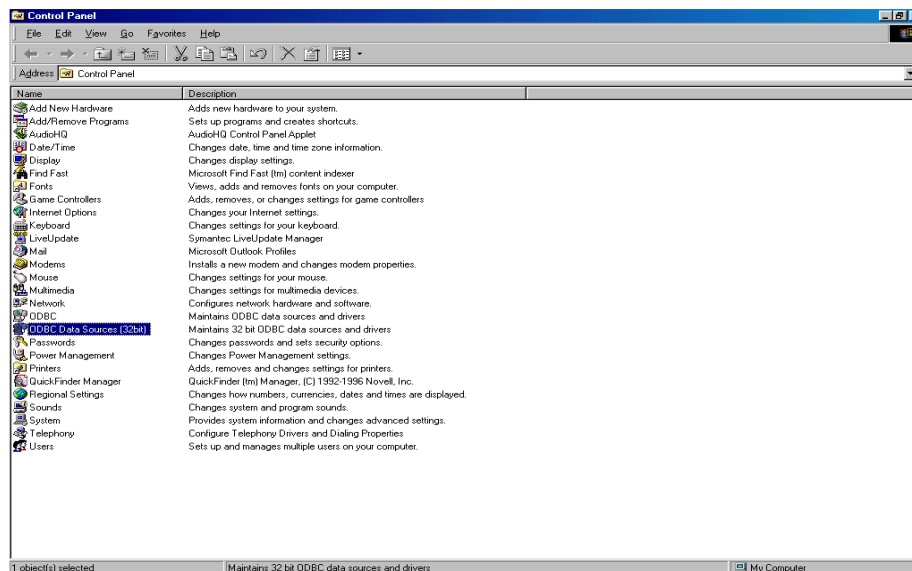 Control Panel
File Edit View Go Favorites Help
Address Control Panel
Name Description
Add New Hardware Adds new hardware to your system.
Add/Remove Programs Sets up programs and creates shortcuts.
AudioHQ AudioHQ Control Panel Applet
Date/Time Changes date, time and time zone information.
Display Changes display settings.
Find Fast Microsoft Find Fast (tm) content indexer
Fonts Views, adds and removes fonts on your computer.
Game Controllers Adds, removes, or changes settings for game controllers
Internet Options Changes your Internet settings.
Keyboard Changes settings for your keyboard.
LiveUpdate Symantec LiveUpdate Manager
Mail Microsoft Outlook Profiles
Modems Installs a new modem and changes modem properties.
Mouse Changes settings for your mouse.
Multimedia Changes settings for multimedia devices.
Network Configures network hardware and software.
ODBC Maintains ODBC data sources and drivers
ODBC Data Sources (32bit) Maintains 32 bit ODBC data sources and drivers
Passwords Changes passwords and sets security options.
Power Management Changes Power Management settings.
Printers Adds, removes and changes settings for printers.
QuickFinder Manager QuickFinder (tm) Manager, (C) 1992-1996 Novell, Inc.
Regional Settings Changes how numbers, currencies, dates and times are displayed.
Sounds Changes system and program sounds.
System Provides system information and changes advanced settings.
Telephony Configure Telephony Drivers and Dialing Properties
Users Sets up and manages multiple users on your computer.
1 object(s) selected Maintains 32 bit ODBC data sources and drivers My Computer